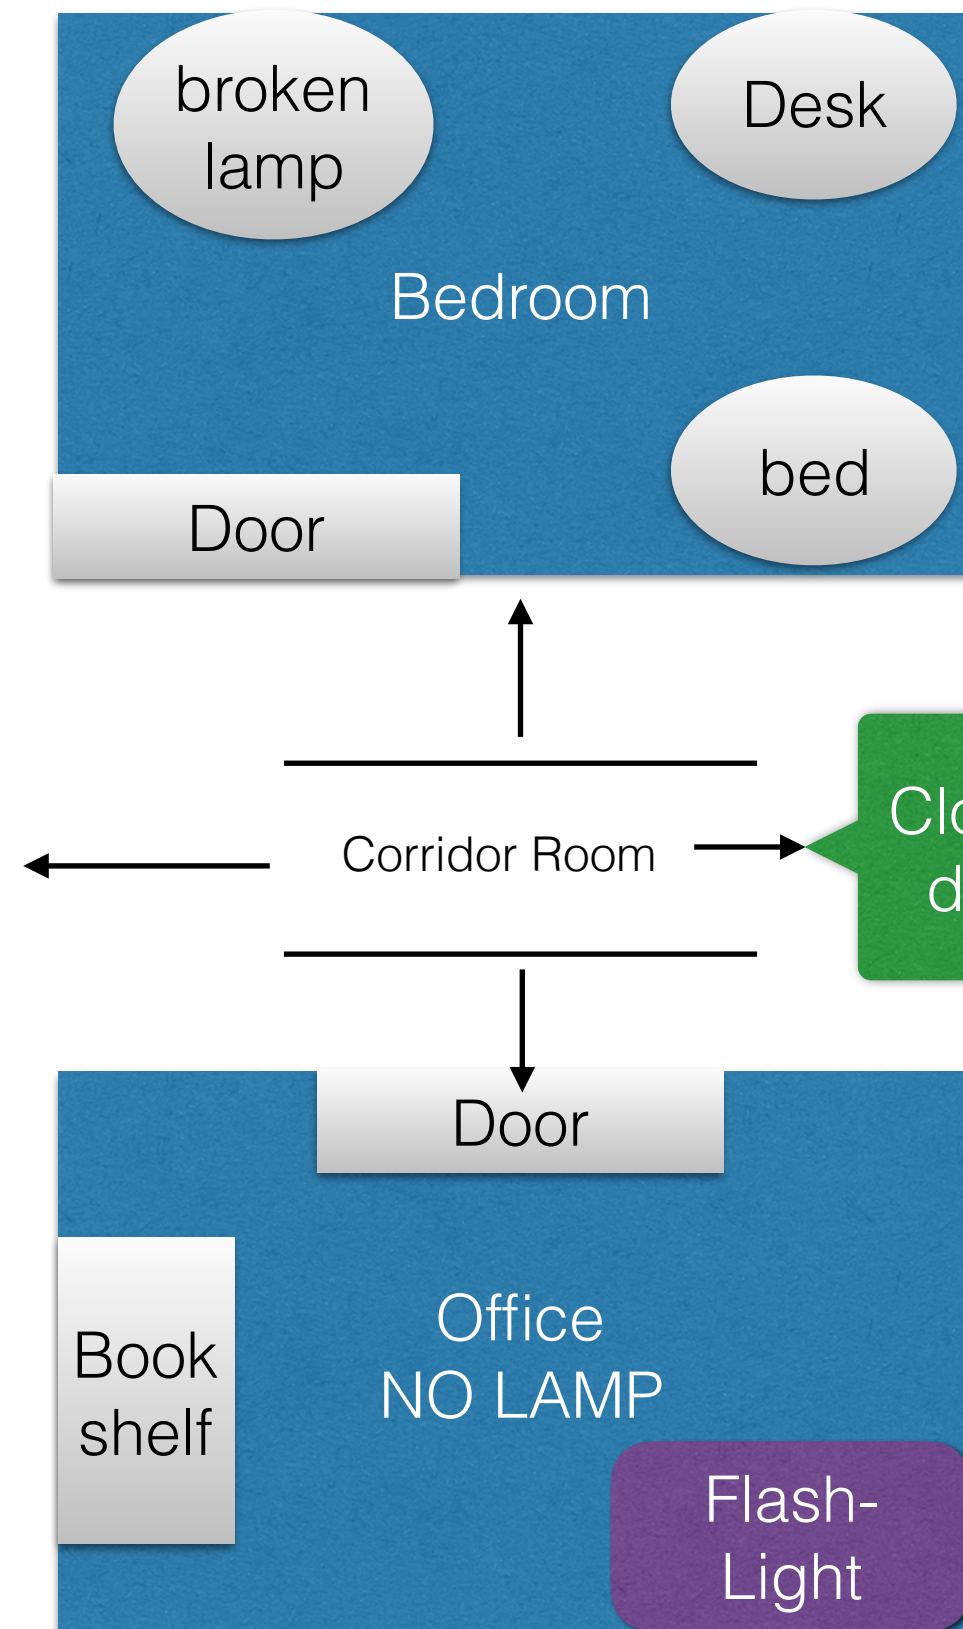 broken
lamp
Desk
Bedroom
bed
Door
Corridor Room
Door
Office
NO LAMP
Book
shelf
Flash-
Light